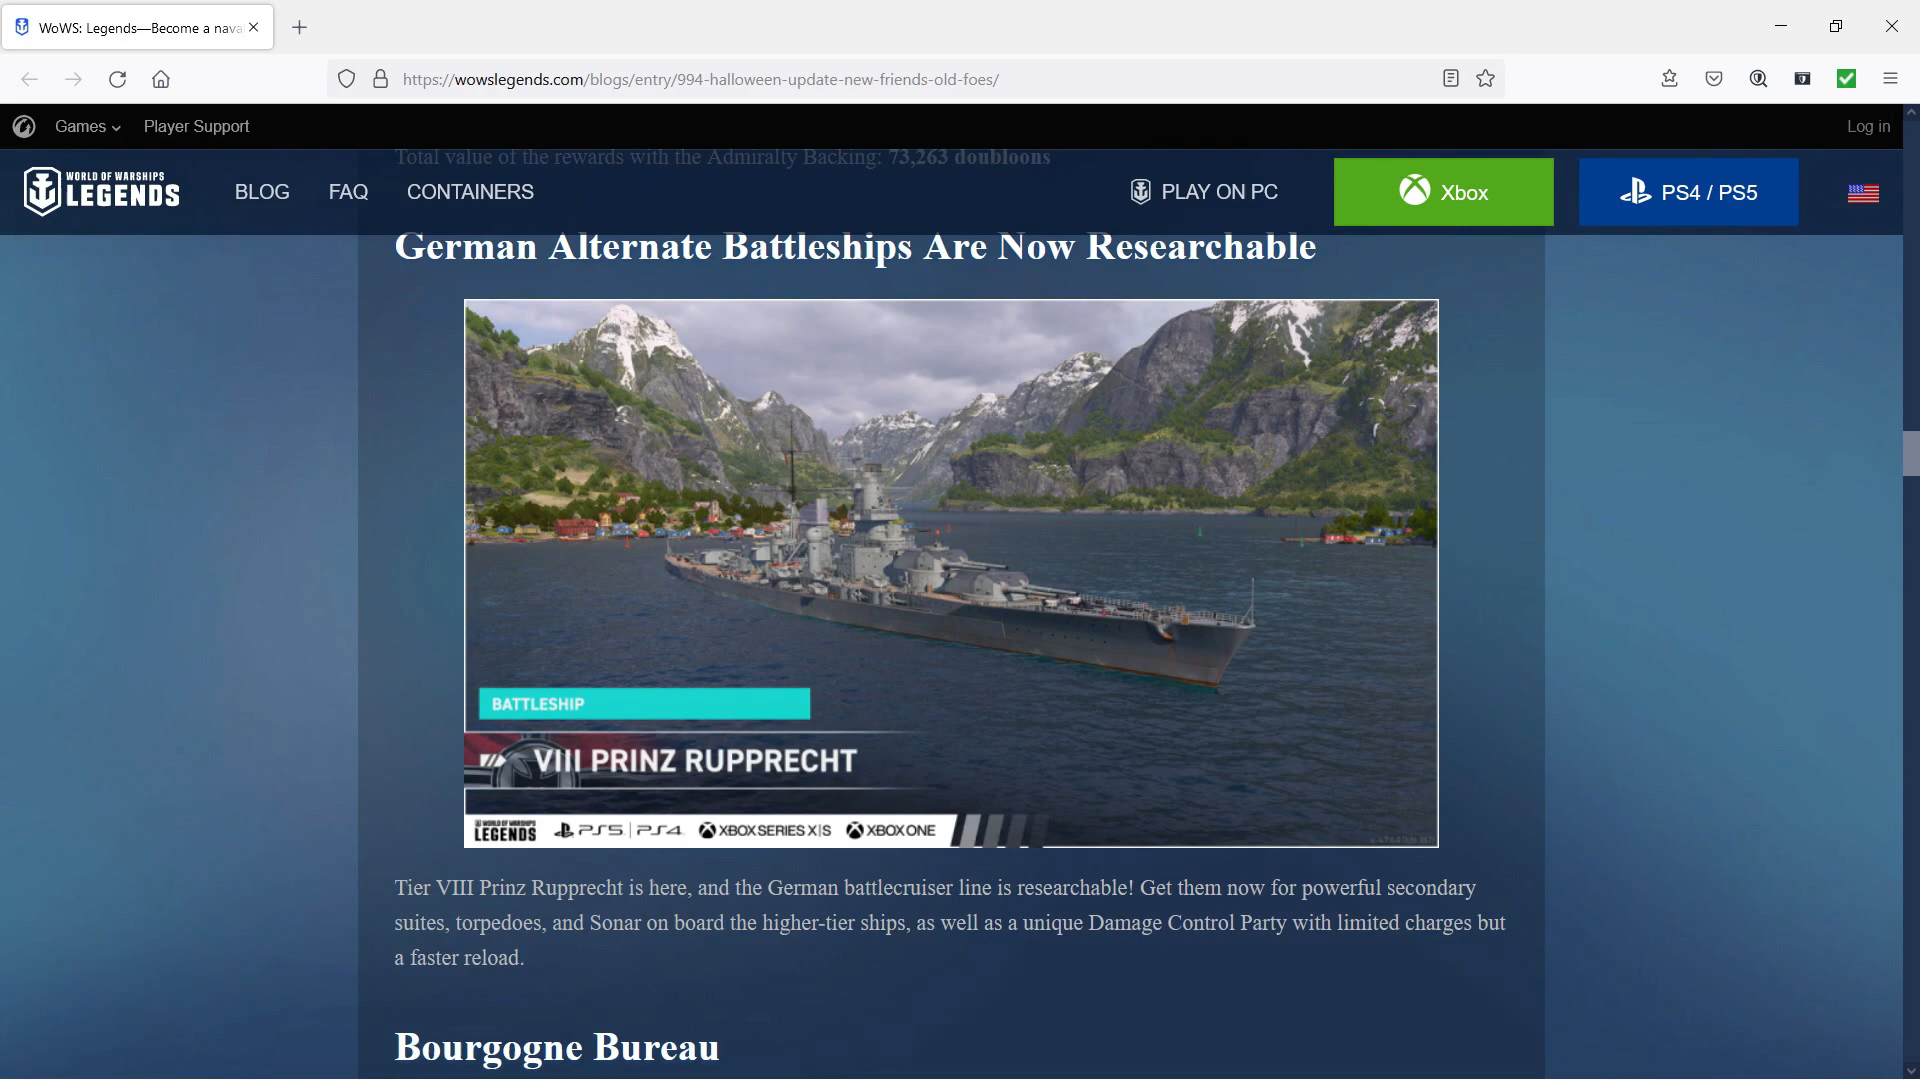 WoWS: Legends—Become a nava
https://wowslegends.com/blogs/entry/994-halloween-update-new-friends-old-foes/
Games Player Support Log in
Total value of the rewards with the Admiralty Backing: 73,263 doubloons
WORLD OF WARSHIPS
LEGENDS
BLOG FAQ CONTAINERS PLAY ON PC Xbox PS4 / PS5
German Alternate Battleships Are Now Researchable
BATTLESHIP
VIII PRINZ RUPPRECHT
WORLD OF WARSHIPS
LEGENDS PS5 | PS4 XBOX SERIES X|S XBOX ONE
Tier VIII Prinz Rupprecht is here, and the German battlecruiser line is researchable! Get them now for powerful secondary
suites, torpedoes, and Sonar on board the higher-tier ships, as well as a unique Damage Control Party with limited charges but
a faster reload.
Bourgogne Bureau